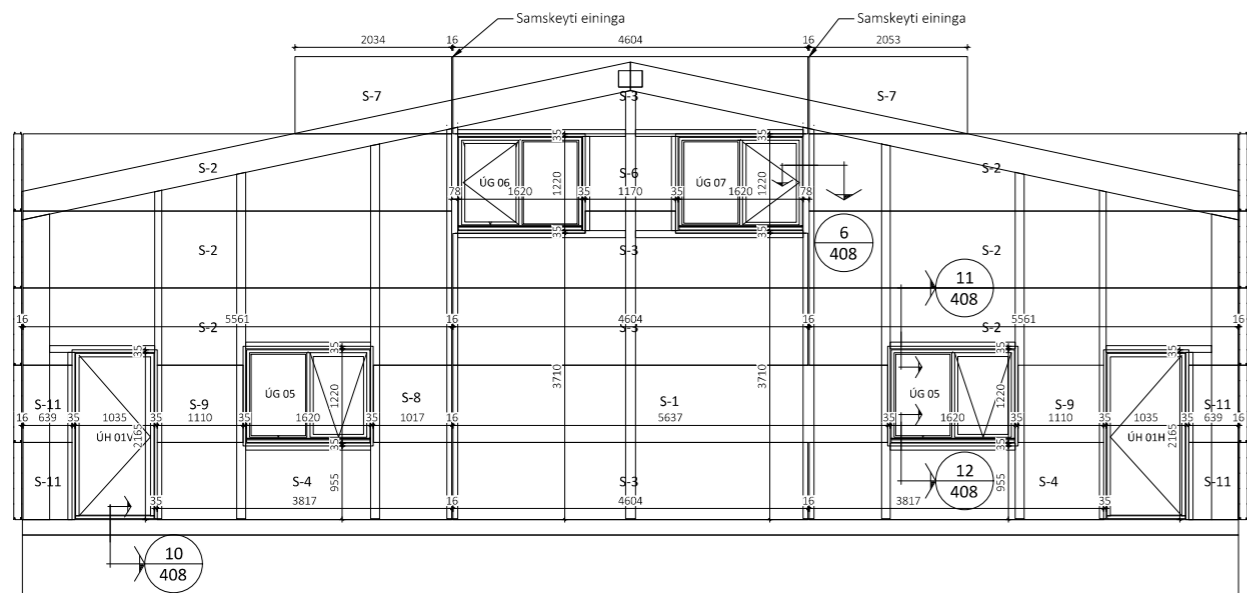 Samskeyti eininga
Samskeyti eininga
2034 16 4604 16 2053
S-7 S-3 S-7
35 35
S-2 S-6 S-2
ÚG 06 ÚG 07
78 1620 1220 35 1170 35 1620 1220 78
35 35
6
408
S-2 S-3 S-2
11
408
16 5561 16 4604 16 5561 16
S-2 S-3 S-2
35 35 35 35
ÚG 05 1220 3710 3710 ÚG 05 1220
S-11 S-9 S-8 S-1 S-9 S-11
16 639 35 1035 35 1110 35 1620 35 1017 5637 35 1620 35 1110 35 1035 35 639 16
ÚH 01V 2165 ÚH 01H 2165
35 35
S-11 S-4 955 S-3 955 S-4 S-11
12
408
35 3817 16 4604 16 3817 35
10
408